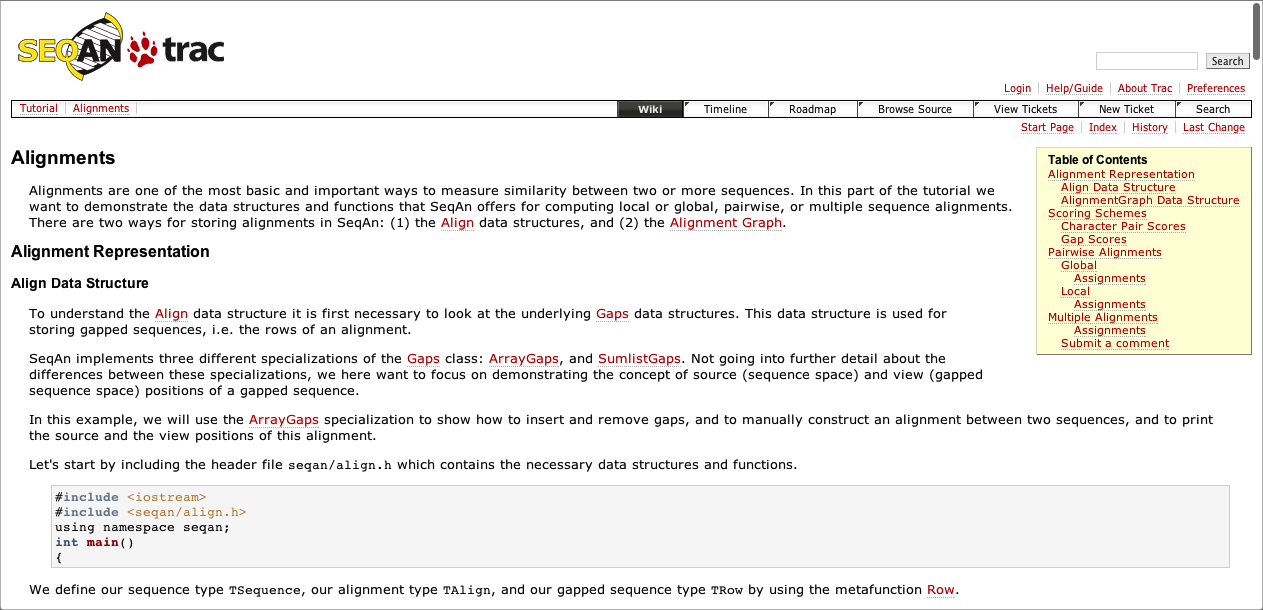 SEQAN trac
Search
Login Help/Guide About Trac Preferences
Tutorial Alignments
Wiki Timeline Roadmap Browse Source View Tickets New Ticket Search
Start Page Index History Last Change
Alignments
Alignments are one of the most basic and important ways to measure similarity between two or more sequences. In this part of the tutorial we
want to demonstrate the data structures and functions that SeqAn offers for computing local or global, pairwise, or multiple sequence alignments.
There are two ways for storing alignments in SeqAn: (1) the Align data structures, and (2) the Alignment Graph.
Table of Contents
Alignment Representation
Align Data Structure
AlignmentGraph Data Structure
Scoring Schemes
Character Pair Scores
Gap Scores
Pairwise Alignments
Global
Assignments
Local
Assignments
Multiple Alignments
Assignments
Submit a comment
Alignment Representation
Align Data Structure
To understand the Align data structure it is first necessary to look at the underlying Gaps data structures. This data structure is used for
storing gapped sequences, i.e. the rows of an alignment.
SeqAn implements three different specializations of the Gaps class: ArrayGaps, and SumlistGaps. Not going into further detail about the
differences between these specializations, we here want to focus on demonstrating the concept of source (sequence space) and view (gapped
sequence space) positions of a gapped sequence.
In this example, we will use the ArrayGaps specialization to show how to insert and remove gaps, and to manually construct an alignment between two sequences, and to print
the source and the view positions of this alignment.
Let's start by including the header file seqan/align.h which contains the necessary data structures and functions.
#include <iostream>
#include <seqan/align.h>
using namespace seqan;
int main()
{
We define our sequence type TSequence, our alignment type TAlign, and our gapped sequence type TRow by using the metafunction Row.